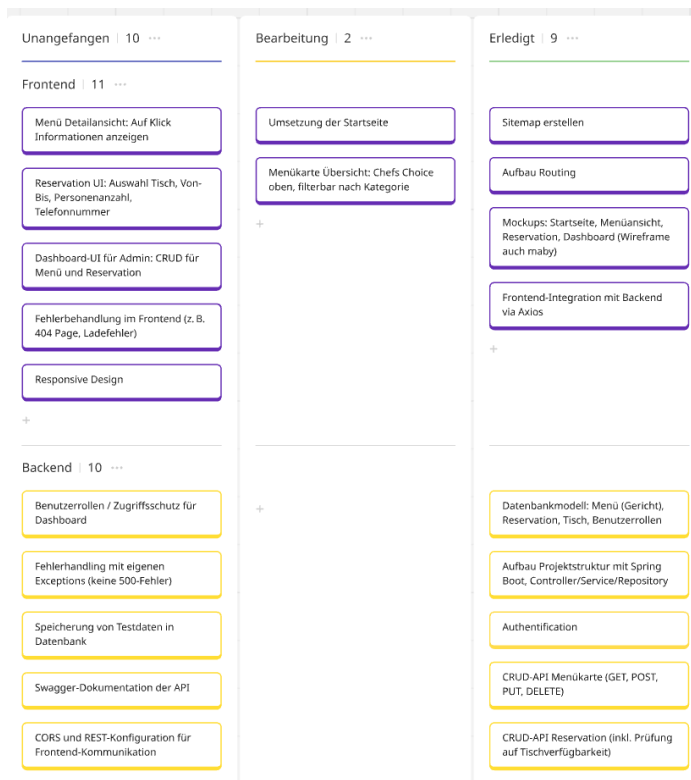 Unangefangen | 10 ...
Bearbeitung | 2 ...
Erledigt | 9 ...
Frontend | 11 ...
Menü Detailansicht: Auf Klick
Informationen anzeigen
Reservation UI: Auswahl Tisch, Von-
Bis, Personenanzahl,
Telefonnummer
Dashboard-UI für Admin: CRUD für
Menü und Reservation
Fehlerbehandlung im Frontend (z. B.
404 Page, Ladefehler)
Responsive Design
+
Umsetzung der Startseite
Menükarte Übersicht: Chefs Choice
oben, filterbar nach Kategorie
+
Sitemap erstellen
Aufbau Routing
Mockups: Startseite, Menüansicht,
Reservation, Dashboard (Wireframe
auch maby)
Frontend-Integration mit Backend
via Axios
+
Backend | 10 ...
Benutzerrollen / Zugriffsschutz für
Dashboard
Fehlerhandling mit eigenen
Exceptions (keine 500-Fehler)
Speicherung von Testdaten in
Datenbank
Swagger-Dokumentation der API
CORS und REST-Konfiguration für
Frontend-Kommunikation
+
Datenbankmodell: Menü (Gericht),
Reservation, Tisch, Benutzerrollen
Aufbau Projektstruktur mit Spring
Boot, Controller/Service/Repository
Authentification
CRUD-API Menükarte (GET, POST,
PUT, DELETE)
CRUD-API Reservation (inkl. Prüfung
auf Tischverfügbarkeit)